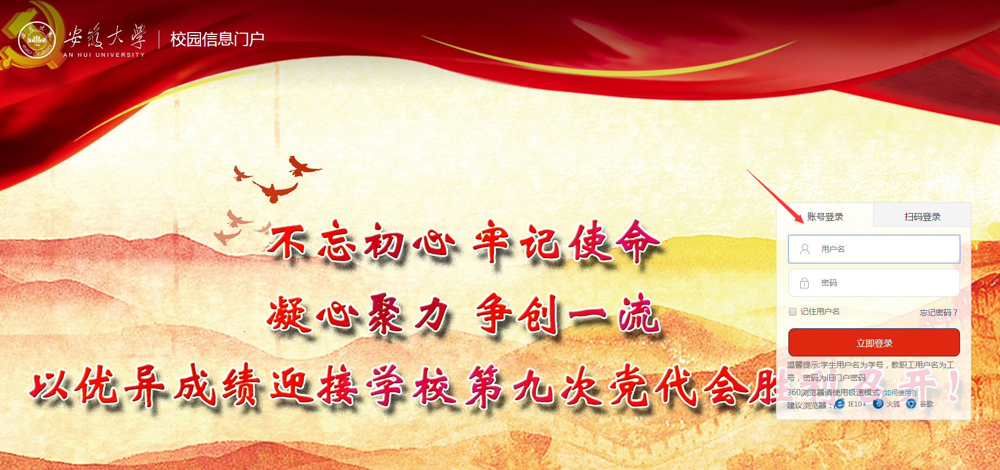 安徽大学
AN HUI UNIVERSITY
校园信息门户
不忘初心 牢记使命
凝心聚力 争创一流
以优异成绩迎接学校第九次党代会胜利召开！
账号登录
扫码登录
用户名
密码
记住用户名
忘记密码？
立即登录
温馨提示:学生用户名为学号，教职工用户名为工
号，密码为旧门户密码
360浏览器请使用极速模式 (如何使用?)
建议浏览器： IE10+ 火狐 谷歌